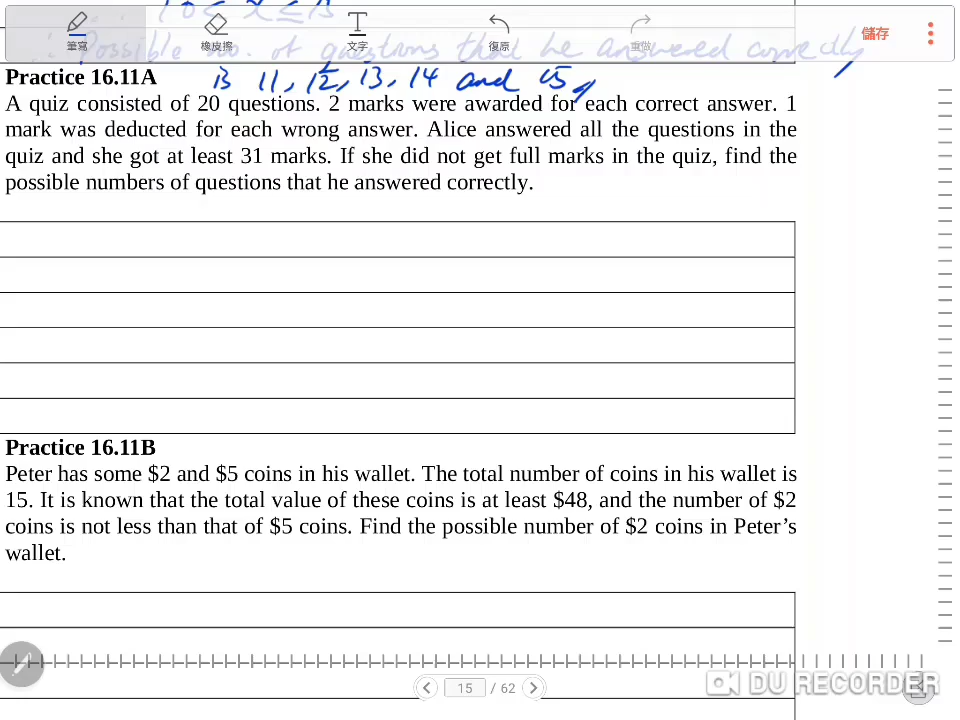 10 ≤ x ≤ 15
∴ Possible no. of questions that he answered correctly
筆寫 橡皮擦 文字 復原 重做 儲存
is 11, 12, 13, 14 and 15
Practice 16.11A
A quiz consisted of 20 questions. 2 marks were awarded for each correct answer. 1
mark was deducted for each wrong answer. Alice answered all the questions in the
quiz and she got at least 31 marks. If she did not get full marks in the quiz, find the
possible numbers of questions that he answered correctly.
Practice 16.11B
Peter has some $2 and $5 coins in his wallet. The total number of coins in his wallet is
15. It is known that the total value of these coins is at least $48, and the number of $2
coins is not less than that of $5 coins. Find the possible number of $2 coins in Peter’s
wallet.
15 / 62
DU RECORDER